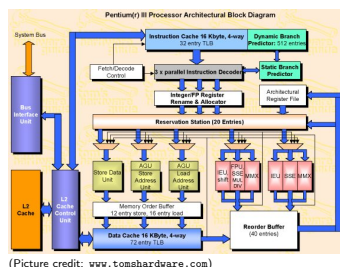 Pentium(r) III Processor Architectural Block Diagram
System Bus
Instruction Cache 16 KByte, 4-way
32 entry TLB
Dynamic Branch
Predictor: 512 entries
Fetch/Decode
Control
3 x parallel Instruction Decoder
Static Branch
Predictor
Bus
Interface
Unit
Integer/FP Register
Rename & Allocator
Architectural
Register File
Reservation Station (20 Entries)
Store Data
Unit
AGU
Store
Address
Unit
AGU
Load
Address
Unit
IEU
shift
FPU
SSE
MUL
DIV
MMX
IEU
SSE
MMX
L2
Cache
L2
Cache
Control
Unit
Memory Order Buffer
12 entry store, 16 entry load
Data Cache 16 KByte, 4-way
72 entry TLB
Reorder Buffer
(40 entries)
(Picture credit: www.tomshardware.com)